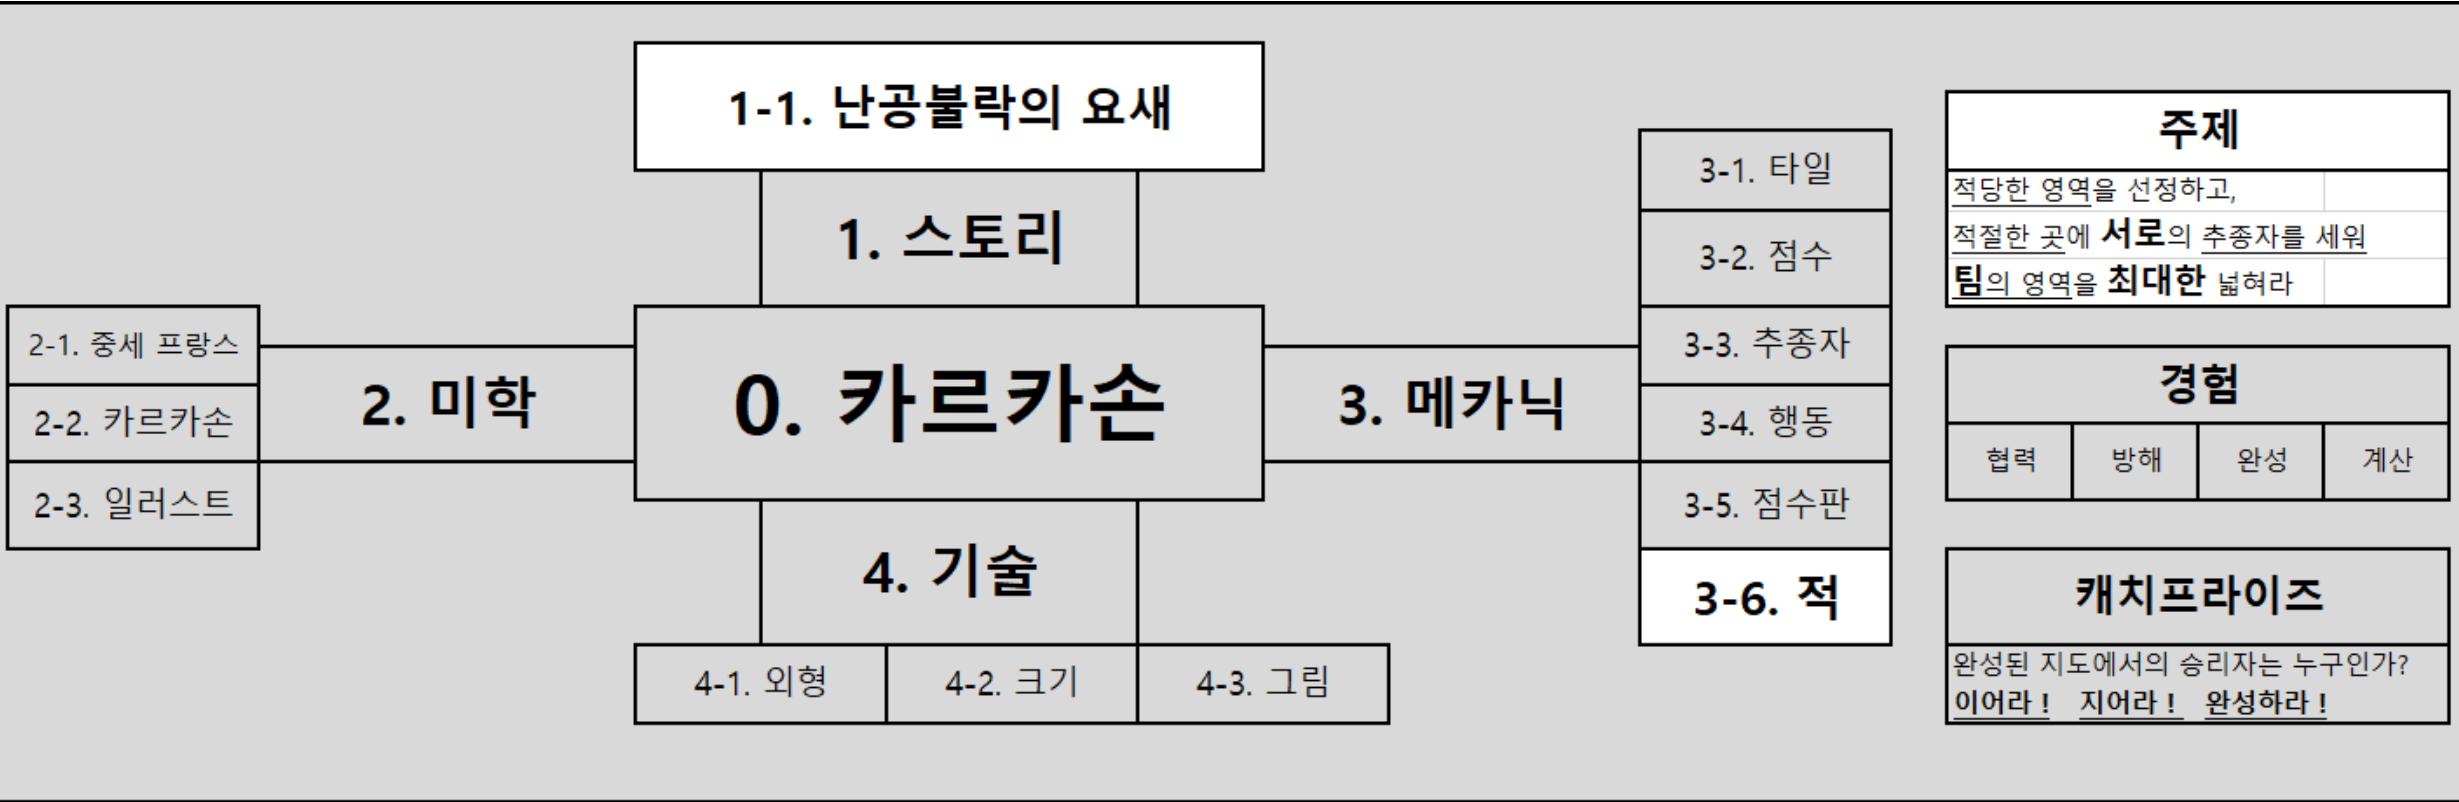 1-1. 난공불락의 요새
1. 스토리
2-1. 중세 프랑스
2-2. 카르카손
2-3. 일러스트
2. 미학
0. 카르카손
3. 메카닉
3-1. 타일
3-2. 점수
3-3. 추종자
3-4. 행동
3-5. 점수판
3-6. 적
4. 기술
4-1. 외형
4-2. 크기
4-3. 그림
주제
적당한 영역을 선정하고,
적절한 곳에 서로의 추종자를 세워
팀의 영역을 최대한 넓혀라
경험
협력
방해
완성
계산
캐치프라이즈
완성된 지도에서의 승리자는 누구인가?
이어라 ! 지어라 ! 완성하라 !